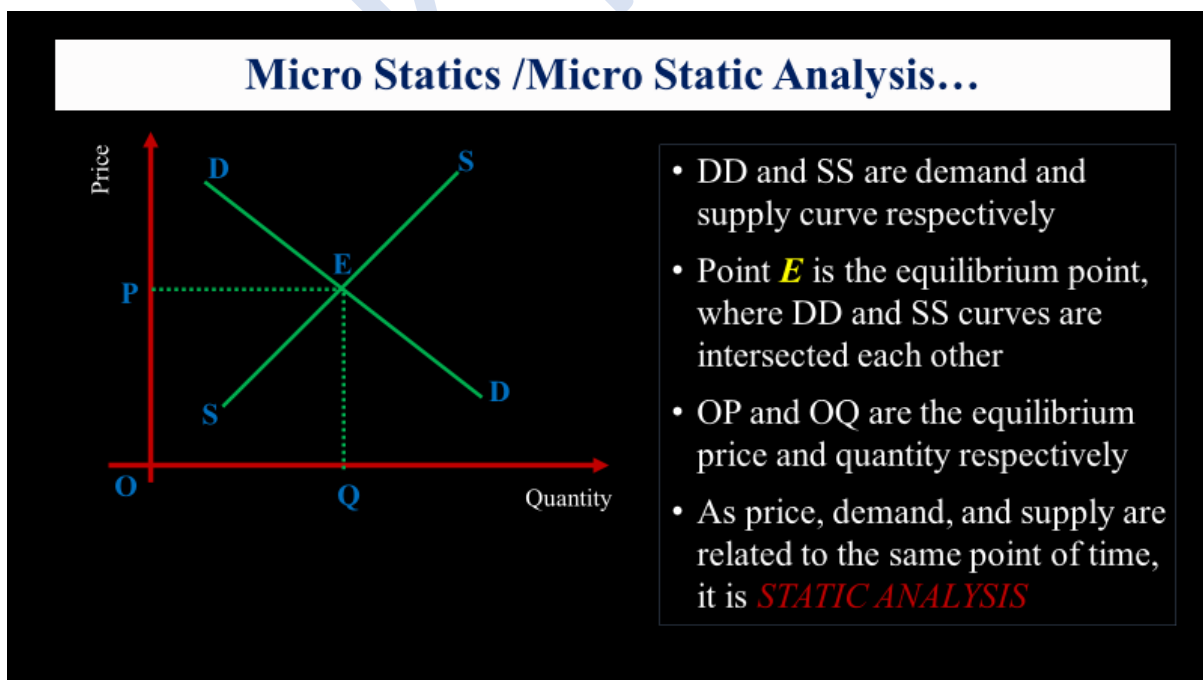 Micro Statics /Micro Static Analysis…
Price
D
S
E
P
S
D
O
Q
Quantity
• DD and SS are demand and
supply curve respectively
• Point E is the equilibrium point,
where DD and SS curves are
intersected each other
• OP and OQ are the equilibrium
price and quantity respectively
• As price, demand, and supply are
related to the same point of time,
it is STATIC ANALYSIS